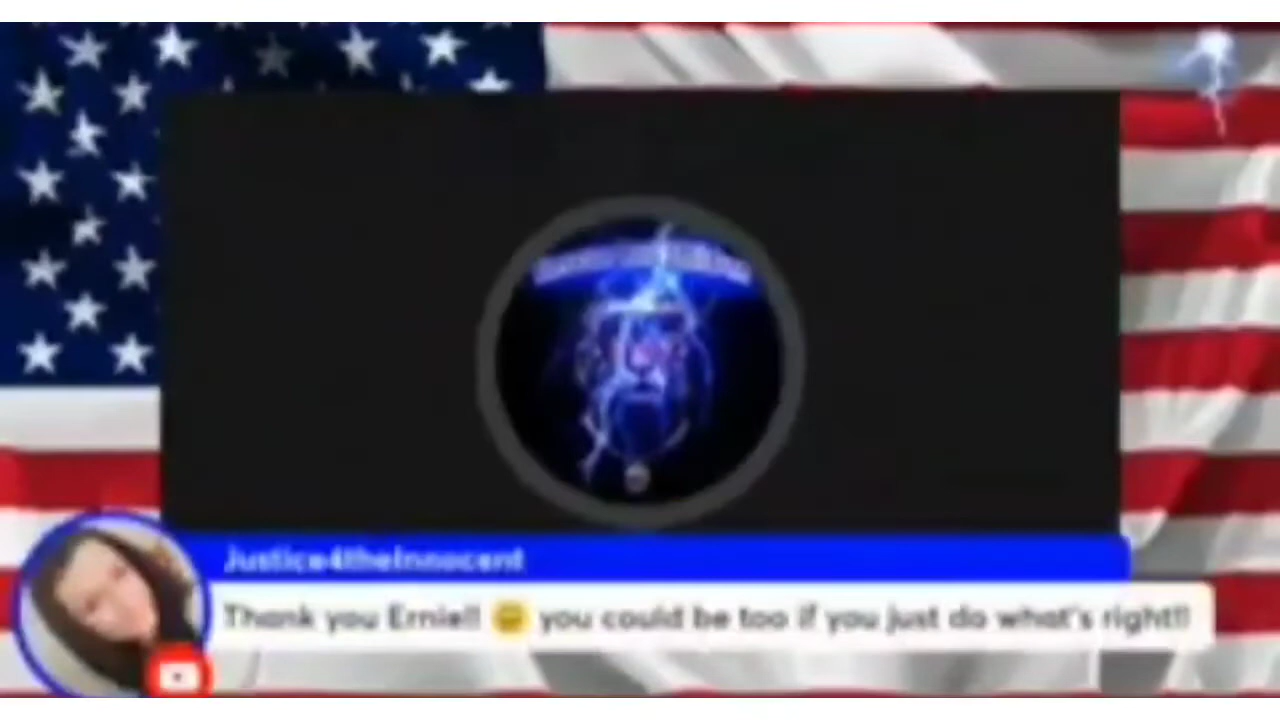 Justice4theInnocent
Thank you Ernie!! 😊 you could be too if you just do what's right!!